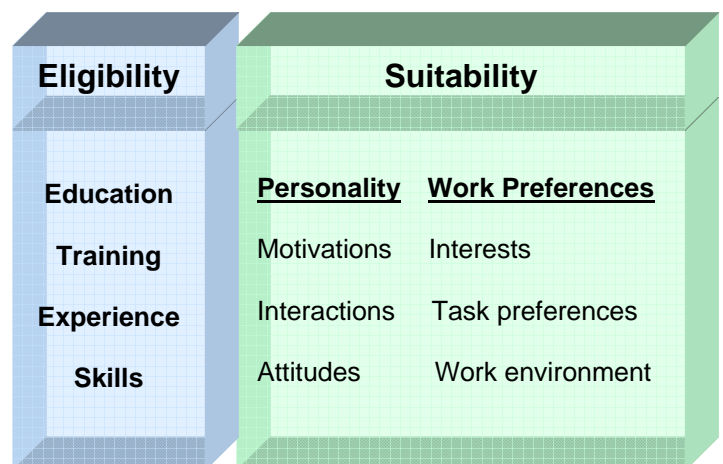 Eligibility
Education
Training
Experience
Skills
Suitability
Personality Work Preferences
Motivations Interests
Interactions Task preferences
Attitudes Work environment